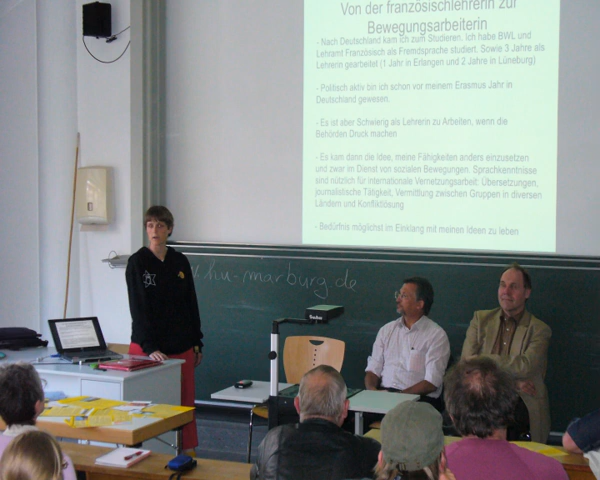 Von der französischlehrerin zur
Bewegungsarbeiterin
- Nach Deutschland kam ich zum Studieren. Ich habe BWL und
Lehramt Französisch als Fremdsprache studiert. Sowie 3 Jahre als
Lehrerin gearbeitet (1 Jahr in Erlangen und 2 Jahre in Lüneburg)
- Politisch aktiv bin ich schon vor meinem Erasmus Jahr in
Deutschland gewesen.
- Es ist aber Schwierig als Lehrerin zu Arbeiten, wenn die
Behörden Druck machen
- Es kam dann die Idee, meine Fähigkeiten anders einzusetzen
und zwar im Dienst von sozialen Bewegungen. Sprachkenntnisse
sind nützlich für internationale Vernetzungsarbeit: Übersetzungen,
journalistische Tätigkeit, Vermittlung zwischen Gruppen in diversen
Ländern und Konfliktlösung
- Bedürfnis möglichst im Einklang mit meinen Ideen zu leben
.hu-marburg.de